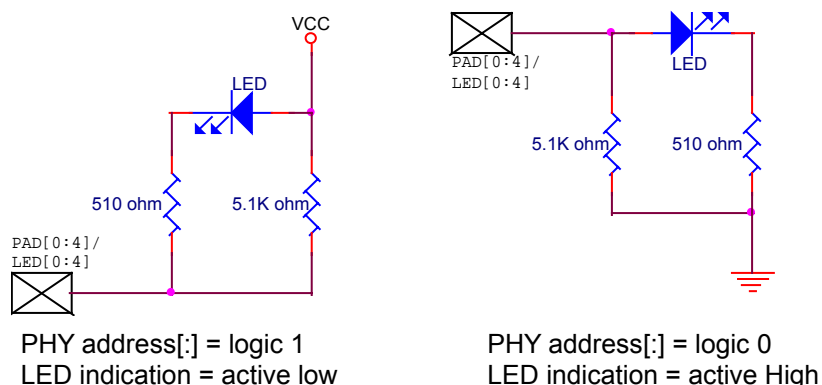 VCC
LED
510 ohm
5.1K ohm
PAD[0:4]/
LED[0:4]
PHY address[:] = logic 1
LED indication = active low
PAD[0:4]/
LED[0:4]
LED
5.1K ohm
510 ohm
PHY address[:] = logic 0
LED indication = active High